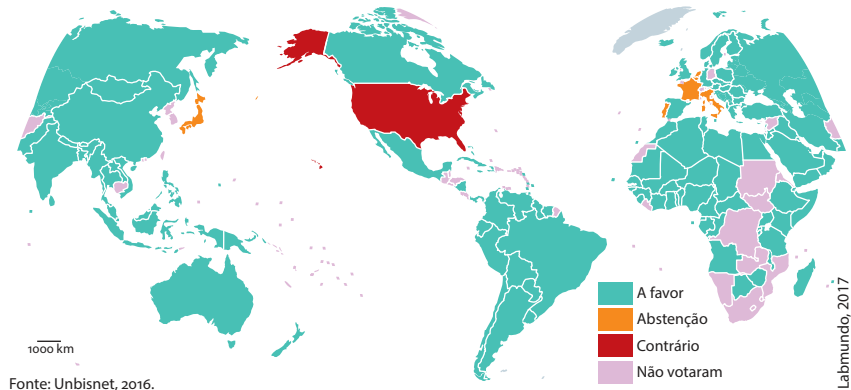 A favor
Abstenção
Contrário
Não votaram
1000 km
Fonte: Unbisnet, 2016.
Labmundo, 2017